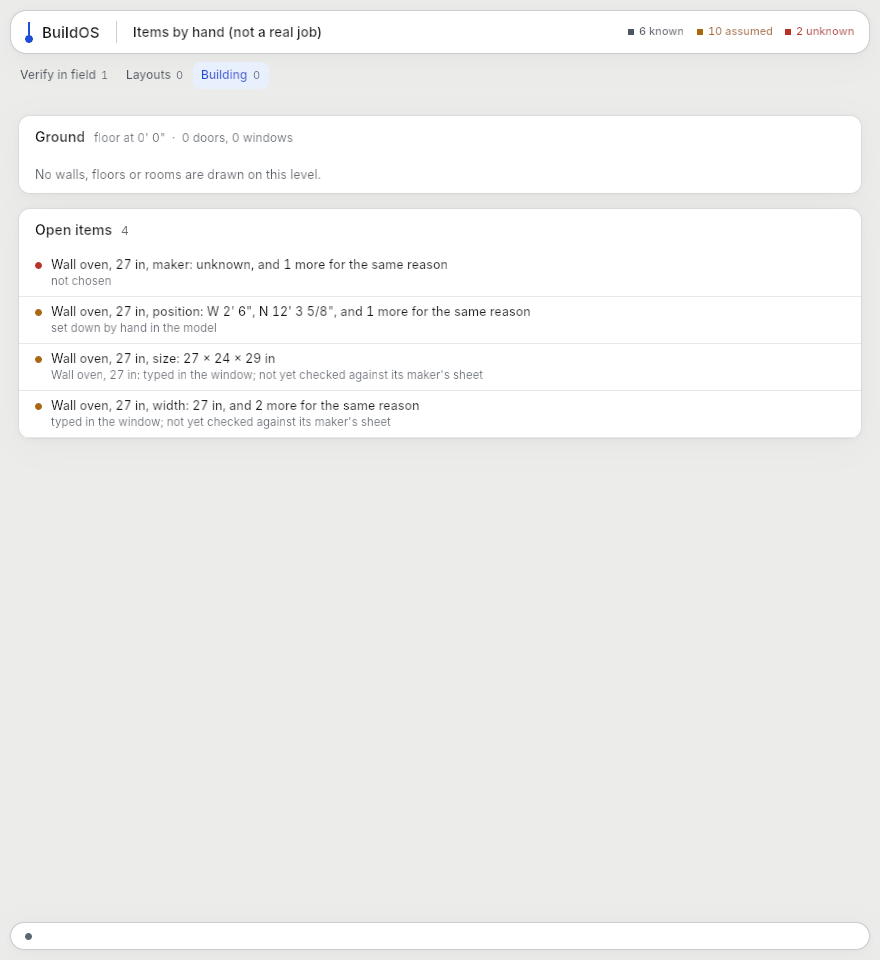 BuildOS
Items by hand (not a real job)
6 known
10 assumed
2 unknown
Verify in field 1
Layouts 0
Building 0
Ground floor at 0' 0" · 0 doors, 0 windows
No walls, floors or rooms are drawn on this level.
Open items 4
Wall oven, 27 in, maker: unknown, and 1 more for the same reason
not chosen
Wall oven, 27 in, position: W 2' 6", N 12' 3 5/8", and 1 more for the same reason
set down by hand in the model
Wall oven, 27 in, size: 27 × 24 × 29 in
Wall oven, 27 in: typed in the window; not yet checked against its maker's sheet
Wall oven, 27 in, width: 27 in, and 2 more for the same reason
typed in the window; not yet checked against its maker's sheet